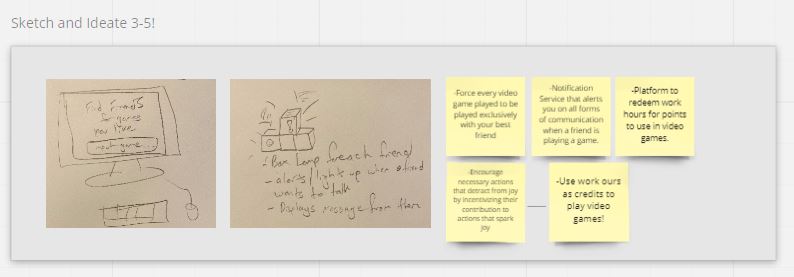 Sketch and Ideate 3-5!
Find Friends
for games
you love
next game...
- Box Lamp for each friend
- alerts/lights up when a friend
wants to talk
- Displays message from them
-Force every video
game played to be
played exclusively
with your best
friend
-Notification
Service that alerts
you on all forms
of communication
when a friend is
playing a game.
-Platform to
redeem work
hours for points
to use in video
games.
-Encourage
necessary actions
that detract from joy
by incentivizing their
contribution to
actions that spark
joy
-Use work ours
as credits to
play video
games!